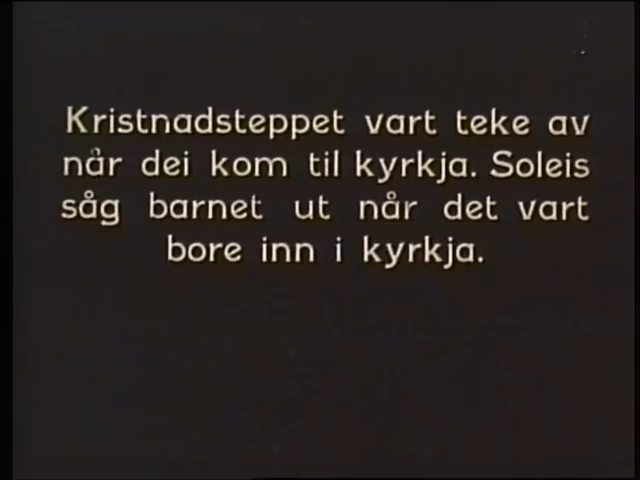 Kristnadsteppet vart teke av
når dei kom til kyrkja. Soleis
såg barnet ut når det vart
bore inn i kyrkja.